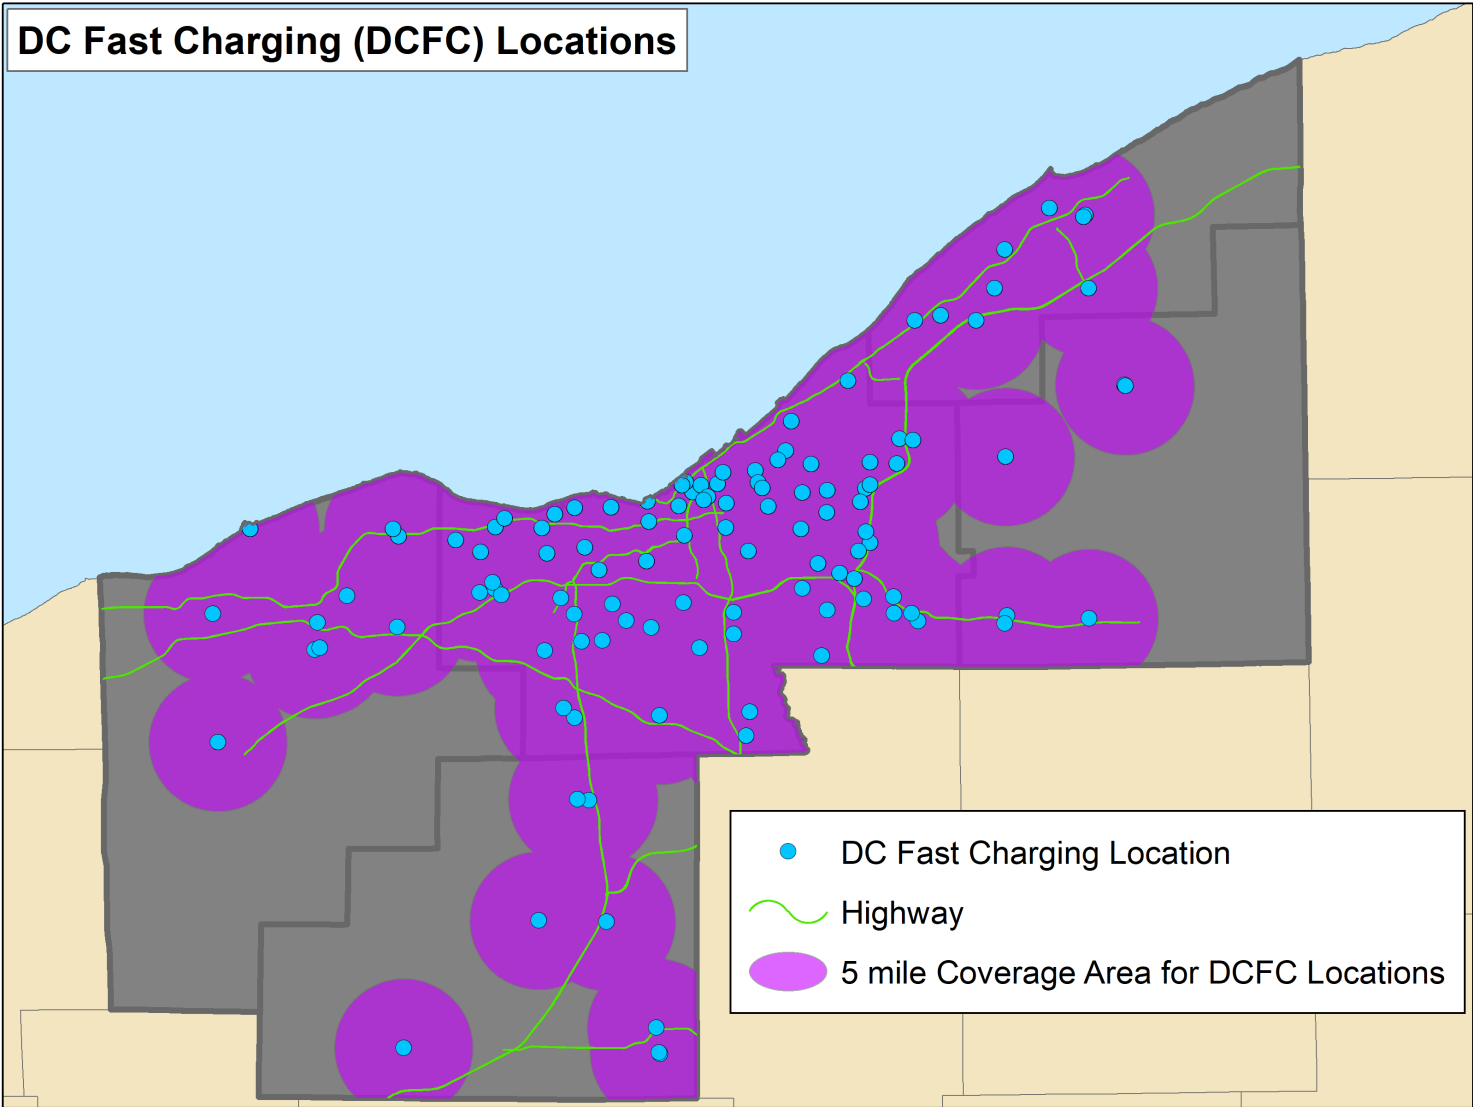 DC Fast Charging (DCFC) Locations
DC Fast Charging Location
Highway
5 mile Coverage Area for DCFC Locations